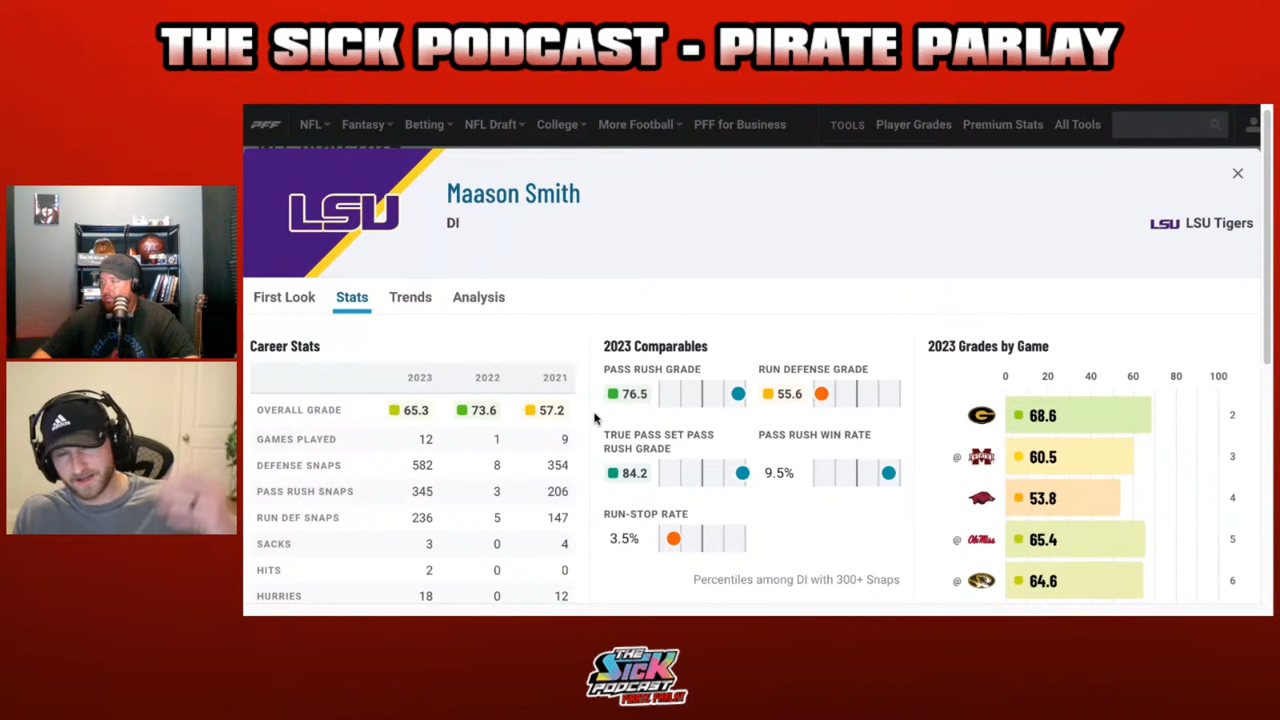 THE SICK PODCAST - PIRATE PARLAY
PFF NFL Fantasy Betting NFL Draft College More Football PFF for Business TOOLS Player Grades Premium Stats All Tools
LSU
Maason Smith
DI
LSU LSU Tigers
First Look Stats Trends Analysis
Career Stats
2023 2022 2021
OVERALL GRADE 65.3 73.6 57.2
GAMES PLAYED 12 1 9
DEFENSE SNAPS 582 8 354
PASS RUSH SNAPS 345 3 206
RUN DEF SNAPS 236 5 147
SACKS 3 0 4
HITS 2 0 0
HURRIES 18 0 12
2023 Comparables
PASS RUSH GRADE RUN DEFENSE GRADE
76.5 55.6
TRUE PASS SET PASS RUSH GRADE PASS RUSH WIN RATE
84.2 9.5%
RUN-STOP RATE
3.5%
Percentiles among DI with 300+ Snaps
2023 Grades by Game
0 20 40 60 80 100
G 68.6 2
@ M STATE 60.5 3
53.8 4
@ Ole Miss 65.4 5
@ 64.6 6
THE
SICK
PODCAST
PIRATE PARLAY